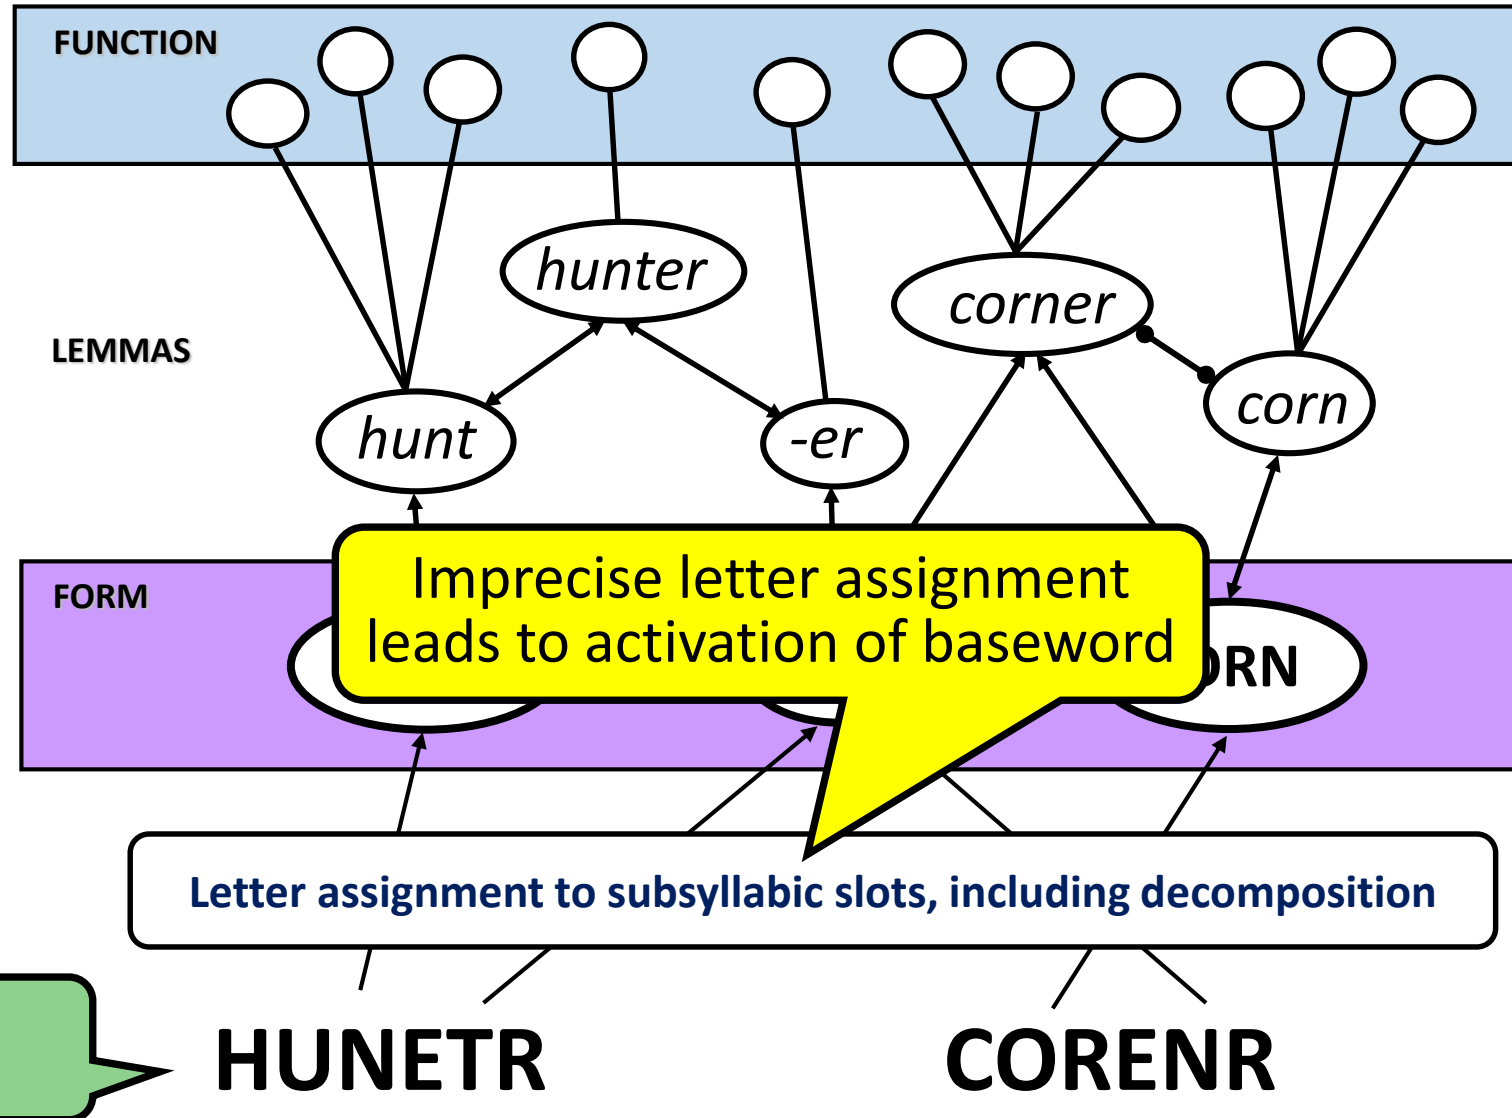 FUNCTION
hunter
corner
LEMMAS
corn
hunt
-er
Imprecise letter assignment
leads to activation of baseword
FORM
ORN
Letter assignment to subsyllabic slots, including decomposition
HUNETR
CORENR